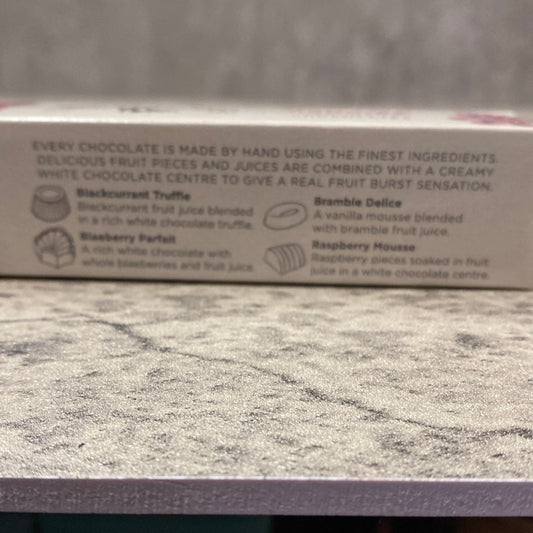 EVERY CHOCOLATE IS MADE BY HAND USING THE FINEST INGREDIENTS.
DELICIOUS FRUIT PIECES AND JUICES ARE COMBINED WITH A CREAMY
WHITE CHOCOLATE CENTRE TO GIVE A REAL FRUIT BURST SENSATION.
Blackcurrant Truffle
Blackcurrant fruit juice blended
in a rich white chocolate truffle.
Blaeberry Parfait
A rich white chocolate with
whole blaeberries and fruit juice.
Bramble Delice
A vanilla mousse blended
with bramble fruit juice.
Raspberry Mousse
Raspberry pieces soaked in fruit
juice in a white chocolate centre.